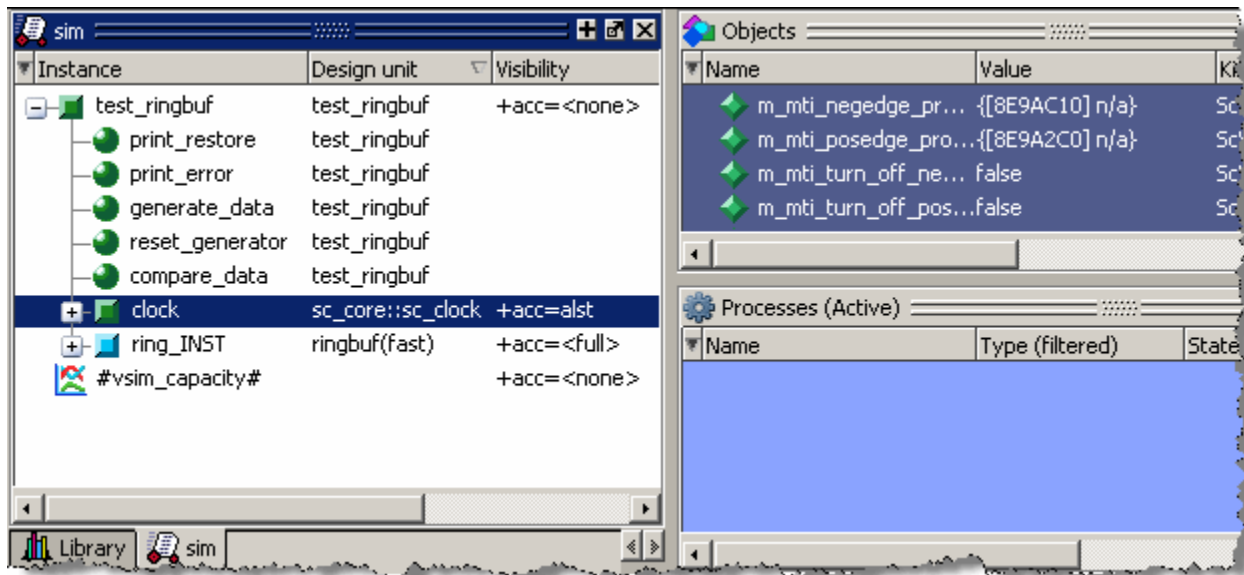 sim
Instance Design unit Visibility
test_ringbuf test_ringbuf +acc=<none>
print_restore test_ringbuf
print_error test_ringbuf
generate_data test_ringbuf
reset_generator test_ringbuf
compare_data test_ringbuf
clock sc_core::sc_clock +acc=alst
ring_INST ringbuf(fast) +acc=<full>
#vsim_capacity# +acc=<none>
Library sim
Objects
Name Value
m_mti_negedge_pr... {[8E9AC10] n/a}
m_mti_posedge_pro...{[8E9A2C0] n/a}
m_mti_turn_off_ne... false
m_mti_turn_off_pos...false
Processes (Active)
Name Type (filtered) State